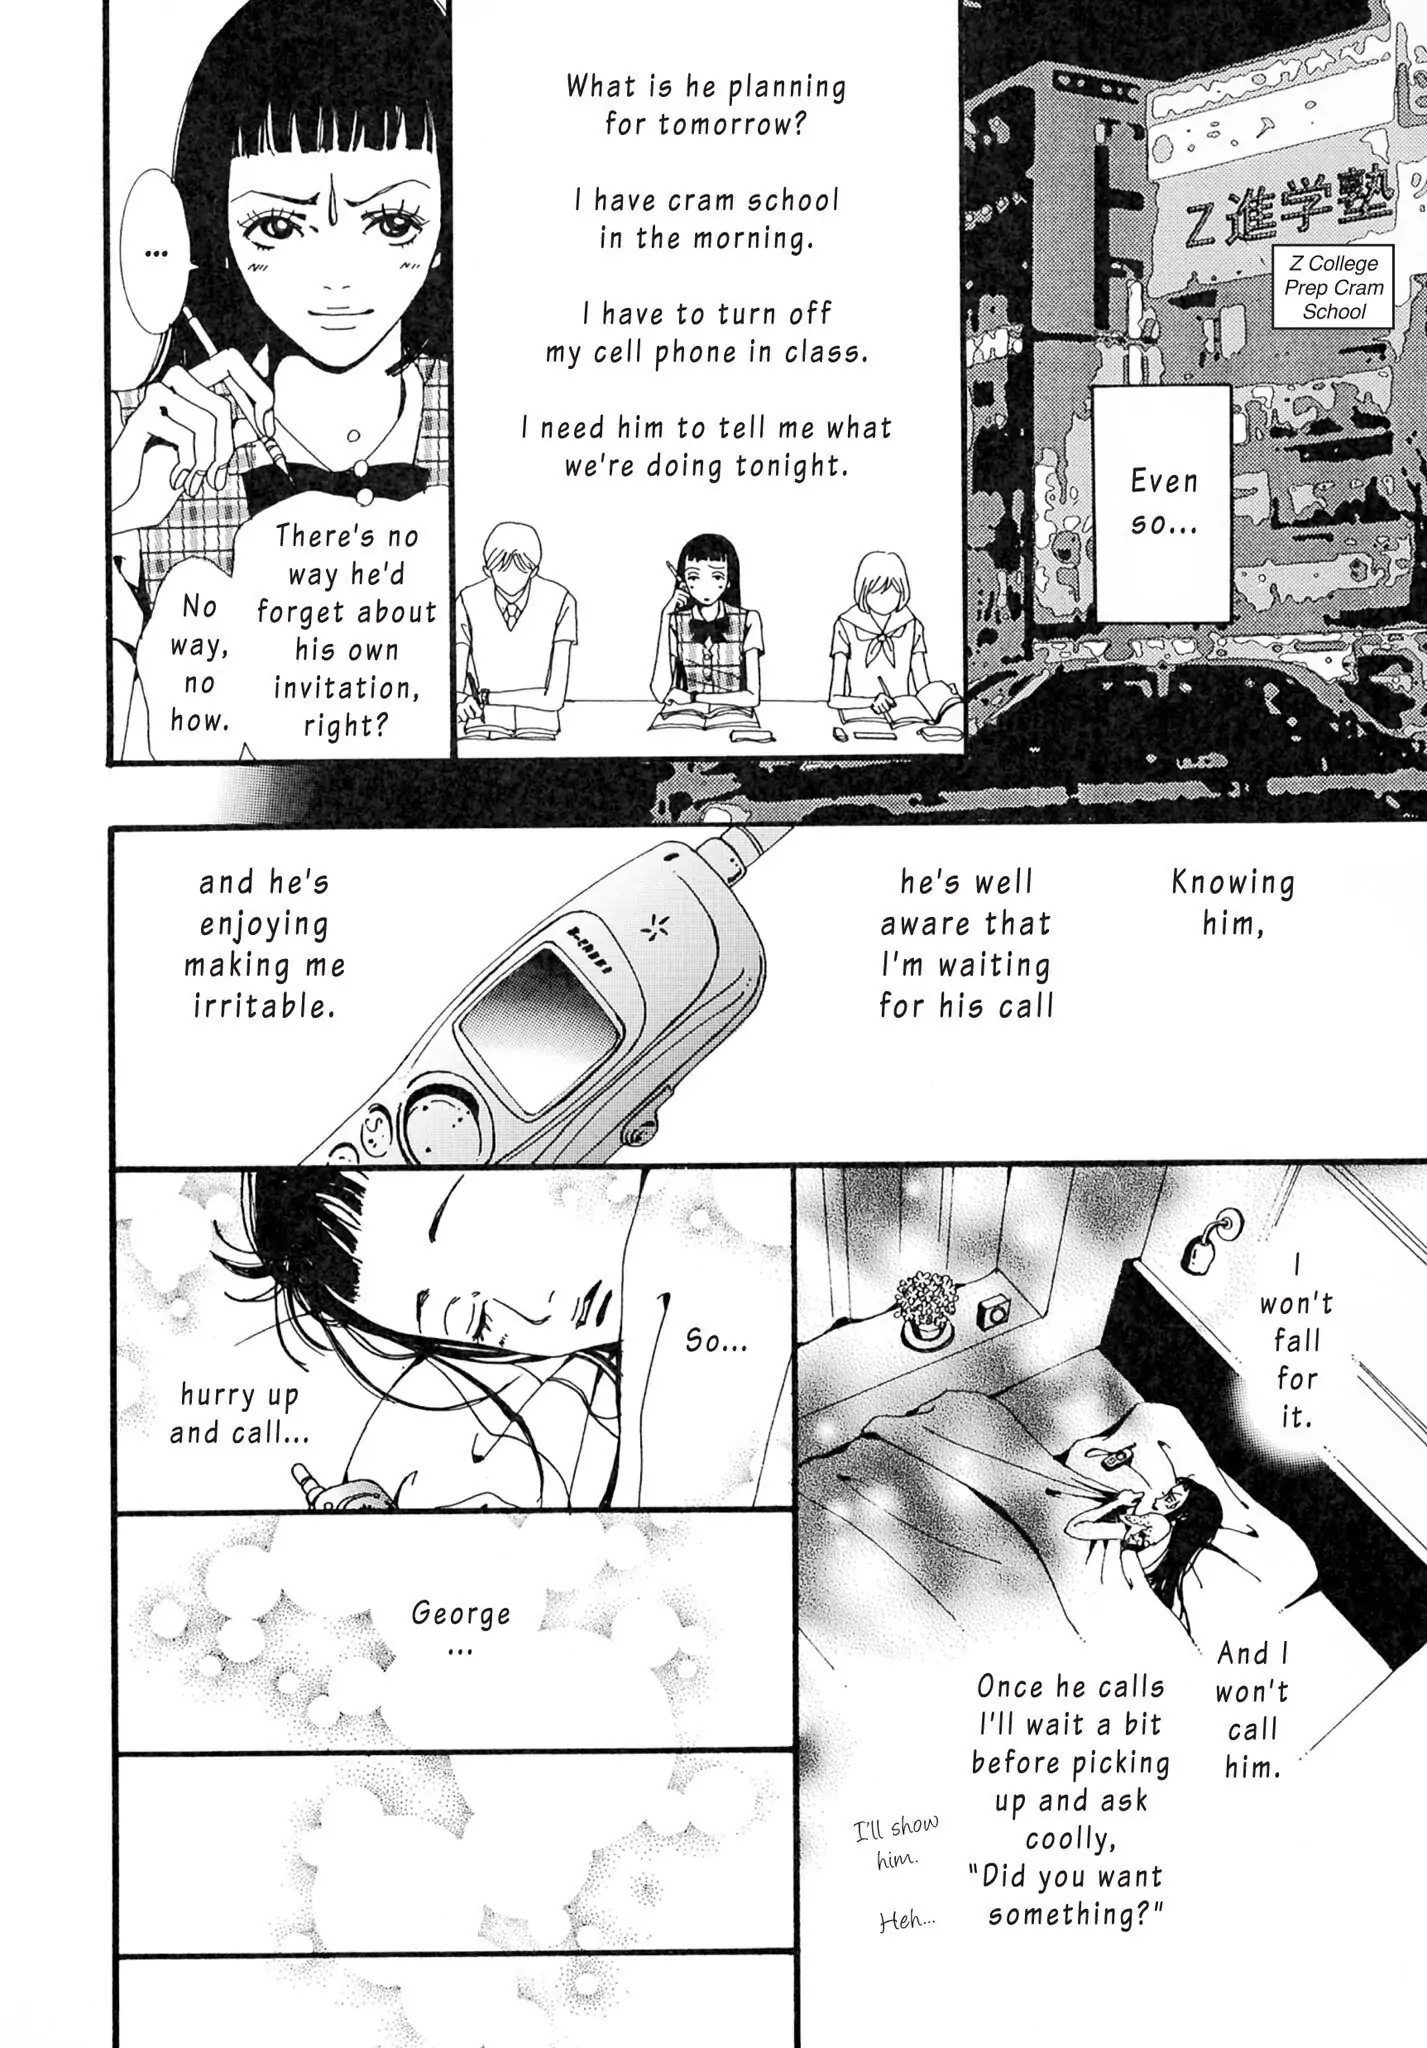 Z進学塾
Z College
Prep Cram
School
Even
so...
What is he planning
for tomorrow?
I have cram school
in the morning.
I have to turn off
my cell phone in class.
I need him to tell me what
we're doing tonight.
...
There's no
way he'd
forget about
his own
invitation,
right?
No
way,
no
how.
Knowing
him,
he's well
aware that
I'm waiting
for his call
and he's
enjoying
making me
irritable.
I
won't
fall
for
it.
And I
won't
call
him.
Once he calls
I'll wait a bit
before picking
up and ask
coolly,
"Did you want
something?"
I'll show
him.
Heh...
So...
hurry up
and call...
George
...